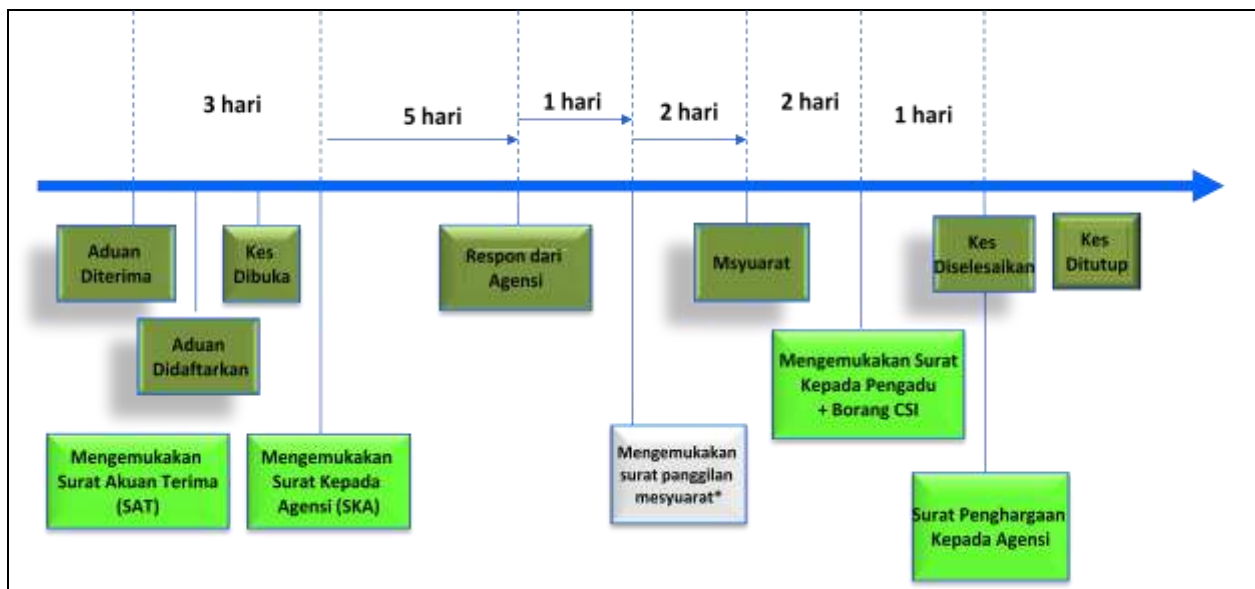 3 hari
5 hari
1 hari
2 hari
2 hari
1 hari
Aduan
Diterima
Aduan
Didaftarkan
Kes
Dibuka
Respon dari
Agensi
Msyuarat
Kes
Diselesaikan
Kes
Ditutup
Mengemukakan
Surat Akuan Terima
(SAT)
Mengemukakan
Surat Kepada
Agensi (SKA)
Mengemukakan
surat panggilan
mesyuarat*
Mengemukakan Surat
Kepada Pengadu
+ Borang CSI
Surat Penghargaan
Kepada Agensi